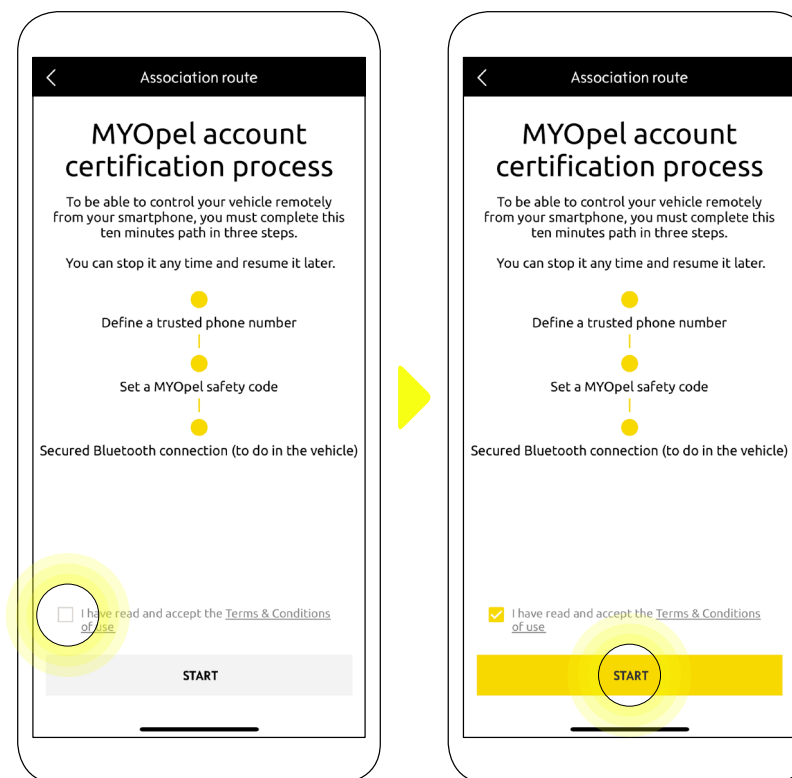 Association route
MYOpel account
certification process
To be able to control your vehicle remotely
from your smartphone, you must complete this
ten minutes path in three steps.
You can stop it any time and resume it later.
Define a trusted phone number
Set a MYOpel safety code
Secured Bluetooth connection (to do in the vehicle)
I have read and accept the Terms & Conditions
of use
START
Association route
MYOpel account
certification process
To be able to control your vehicle remotely
from your smartphone, you must complete this
ten minutes path in three steps.
You can stop it any time and resume it later.
Define a trusted phone number
Set a MYOpel safety code
Secured Bluetooth connection (to do in the vehicle)
I have read and accept the Terms & Conditions
of use
START